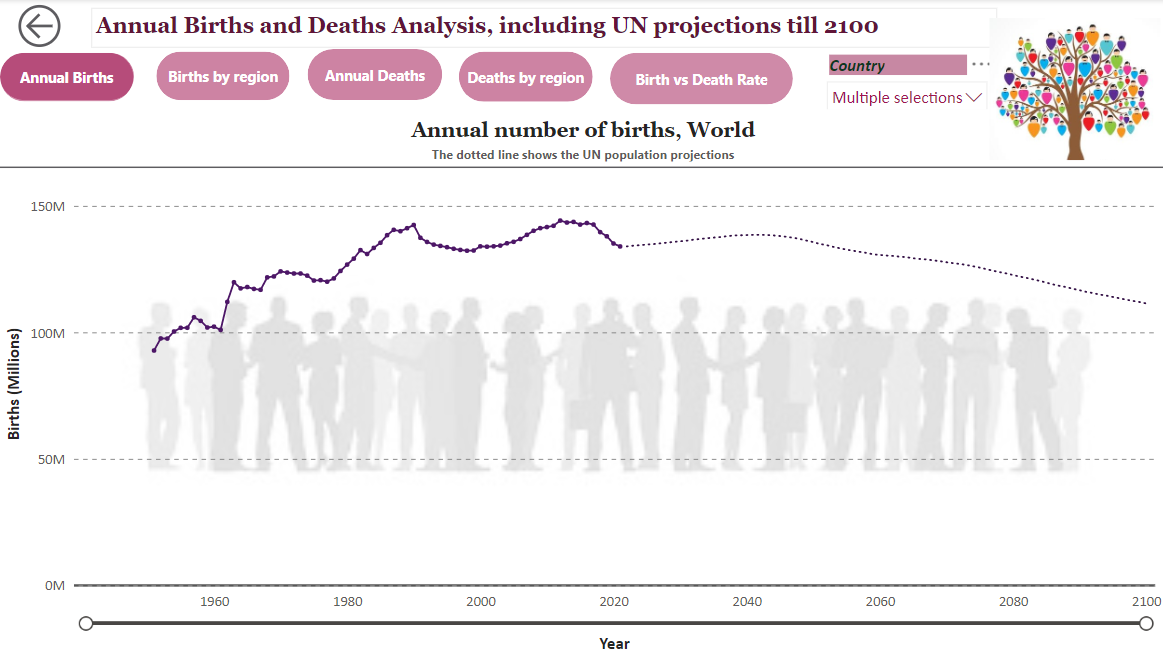 Annual Births and Deaths Analysis, including UN projections till 2100
Annual Births
Births by region
Annual Deaths
Deaths by region
Birth vs Death Rate
Country
Multiple selections
Annual number of births, World
The dotted line shows the UN population projections
Births (Millions)
150M
100M
50M
0M
1960 1980 2000 2020 2040 2060 2080 2100
Year